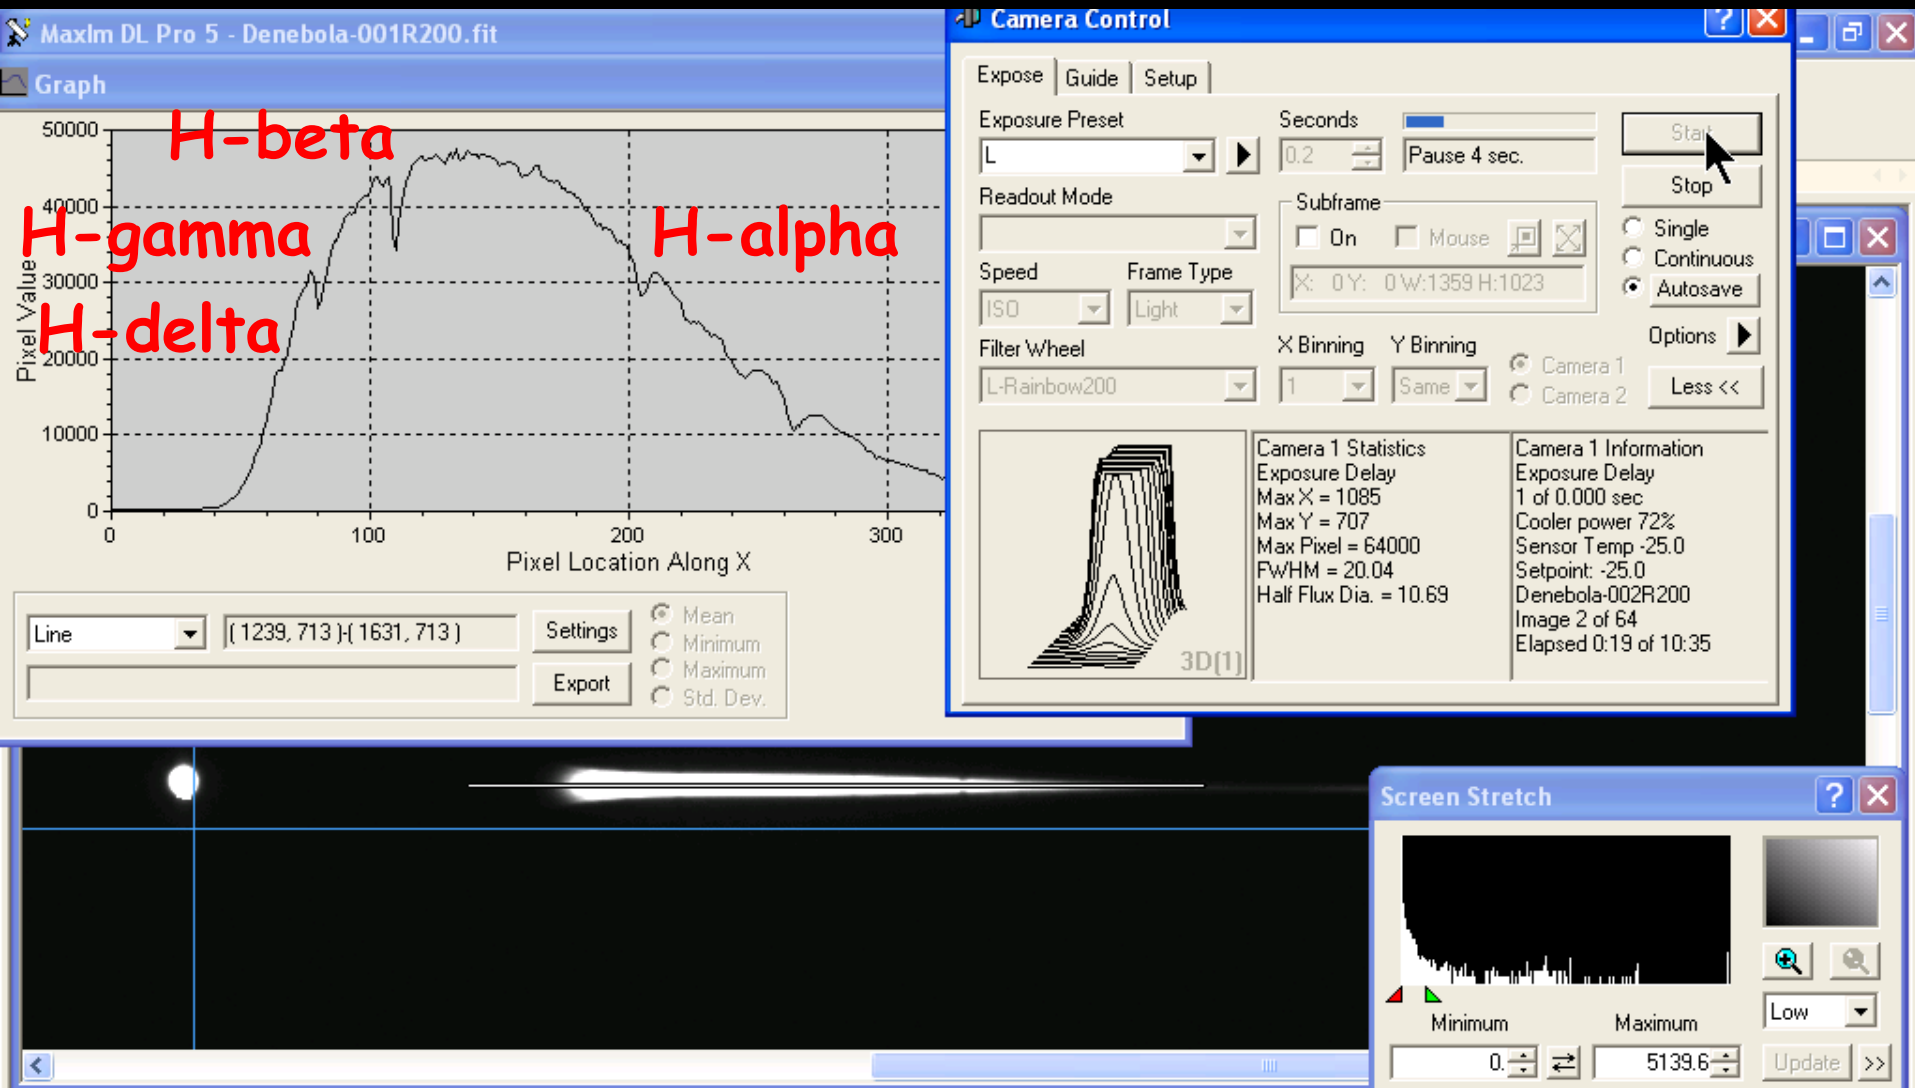 MaxIm DL Pro 5 - Denebola-001R200.fit
Graph
50000
40000
30000
20000
10000
0
Pixel Value
0 100 200 300
Pixel Location Along X
H-beta
H-gamma
H-alpha
H-delta
Line
( 1239, 713 )-( 1631, 713 )
Settings
Export
Mean
Minimum
Maximum
Std. Dev.
Camera Control
Expose Guide Setup
Exposure Preset
L
Seconds
0.2
Pause 4 sec.
Start
Stop
Readout Mode
Subframe
On Mouse
X: 0 Y: 0 W:1359 H:1023
Single
Continuous
Autosave
Speed Frame Type
ISO Light
Options
Filter Wheel
L-Rainbow200
X Binning Y Binning
1 Same
Camera 1
Camera 2
Less <<
3D(1)
Camera 1 Statistics
Exposure Delay
Max X = 1085
Max Y = 707
Max Pixel = 64000
FWHM = 20.04
Half Flux Dia. = 10.69
Camera 1 Information
Exposure Delay
1 of 0.000 sec
Cooler power 72%
Sensor Temp -25.0
Setpoint: -25.0
Denebola-002R200
Image 2 of 64
Elapsed 0:19 of 10:35
Screen Stretch
Low
Minimum Maximum
0. 5139.6
Update >>